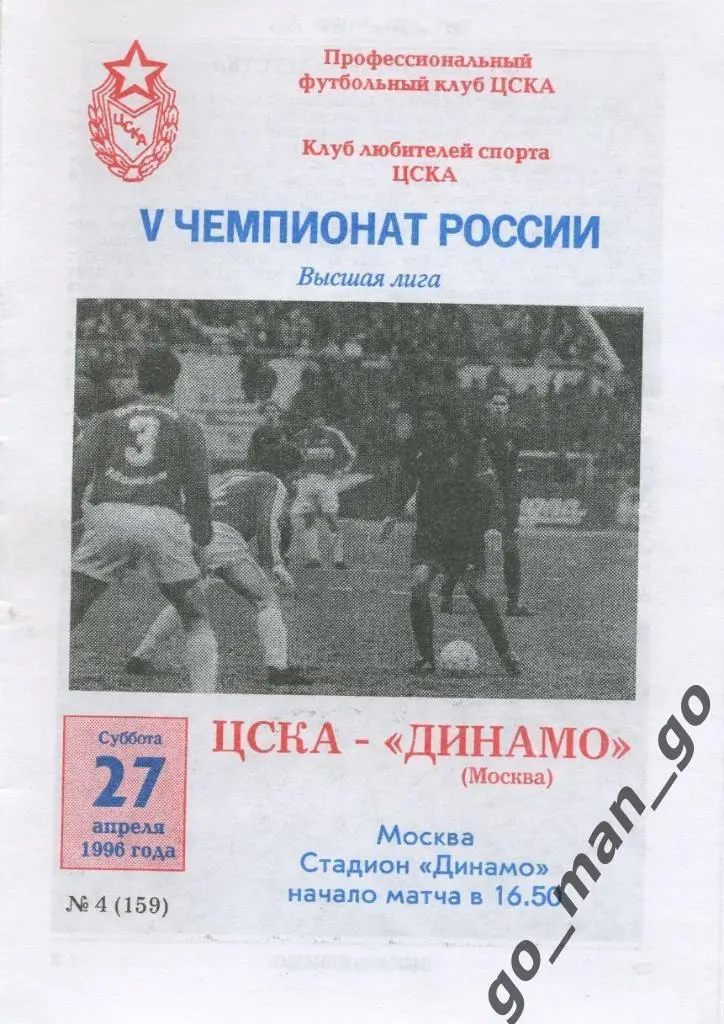 ЦСКА
Профессиональный
футбольный клуб ЦСКА
Клуб любителей спорта
ЦСКА
V ЧЕМПИОНАТ РОССИИ
Высшая лига
3
ЦСКА - «ДИНАМО»
(Москва)
Суббота
27
апреля
1996 года
№ 4 (159)
Москва
Стадион «Динамо»
начало матча в 16.50
go_man_go